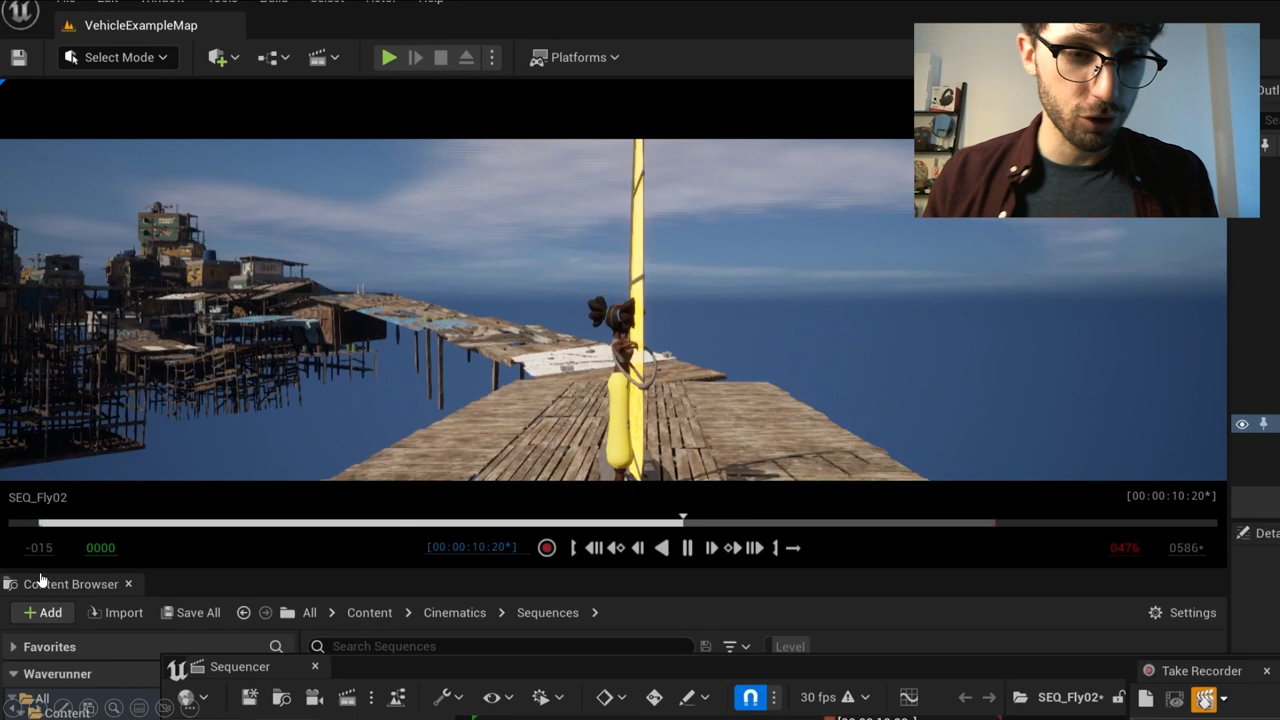 VehicleExampleMap
Select Mode
Platforms
SEQ_Fly02
[00:00:10:20*]
-015
0000
[00:00:10:20*]
0476
0586*
Content Browser
Add
Import
Save All
All
Content
Cinematics
Sequences
Settings
Favorites
Search Sequences
Level
Waverunner
Sequencer
Take Recorder
All
Content
30 fps
SEQ_Fly02*